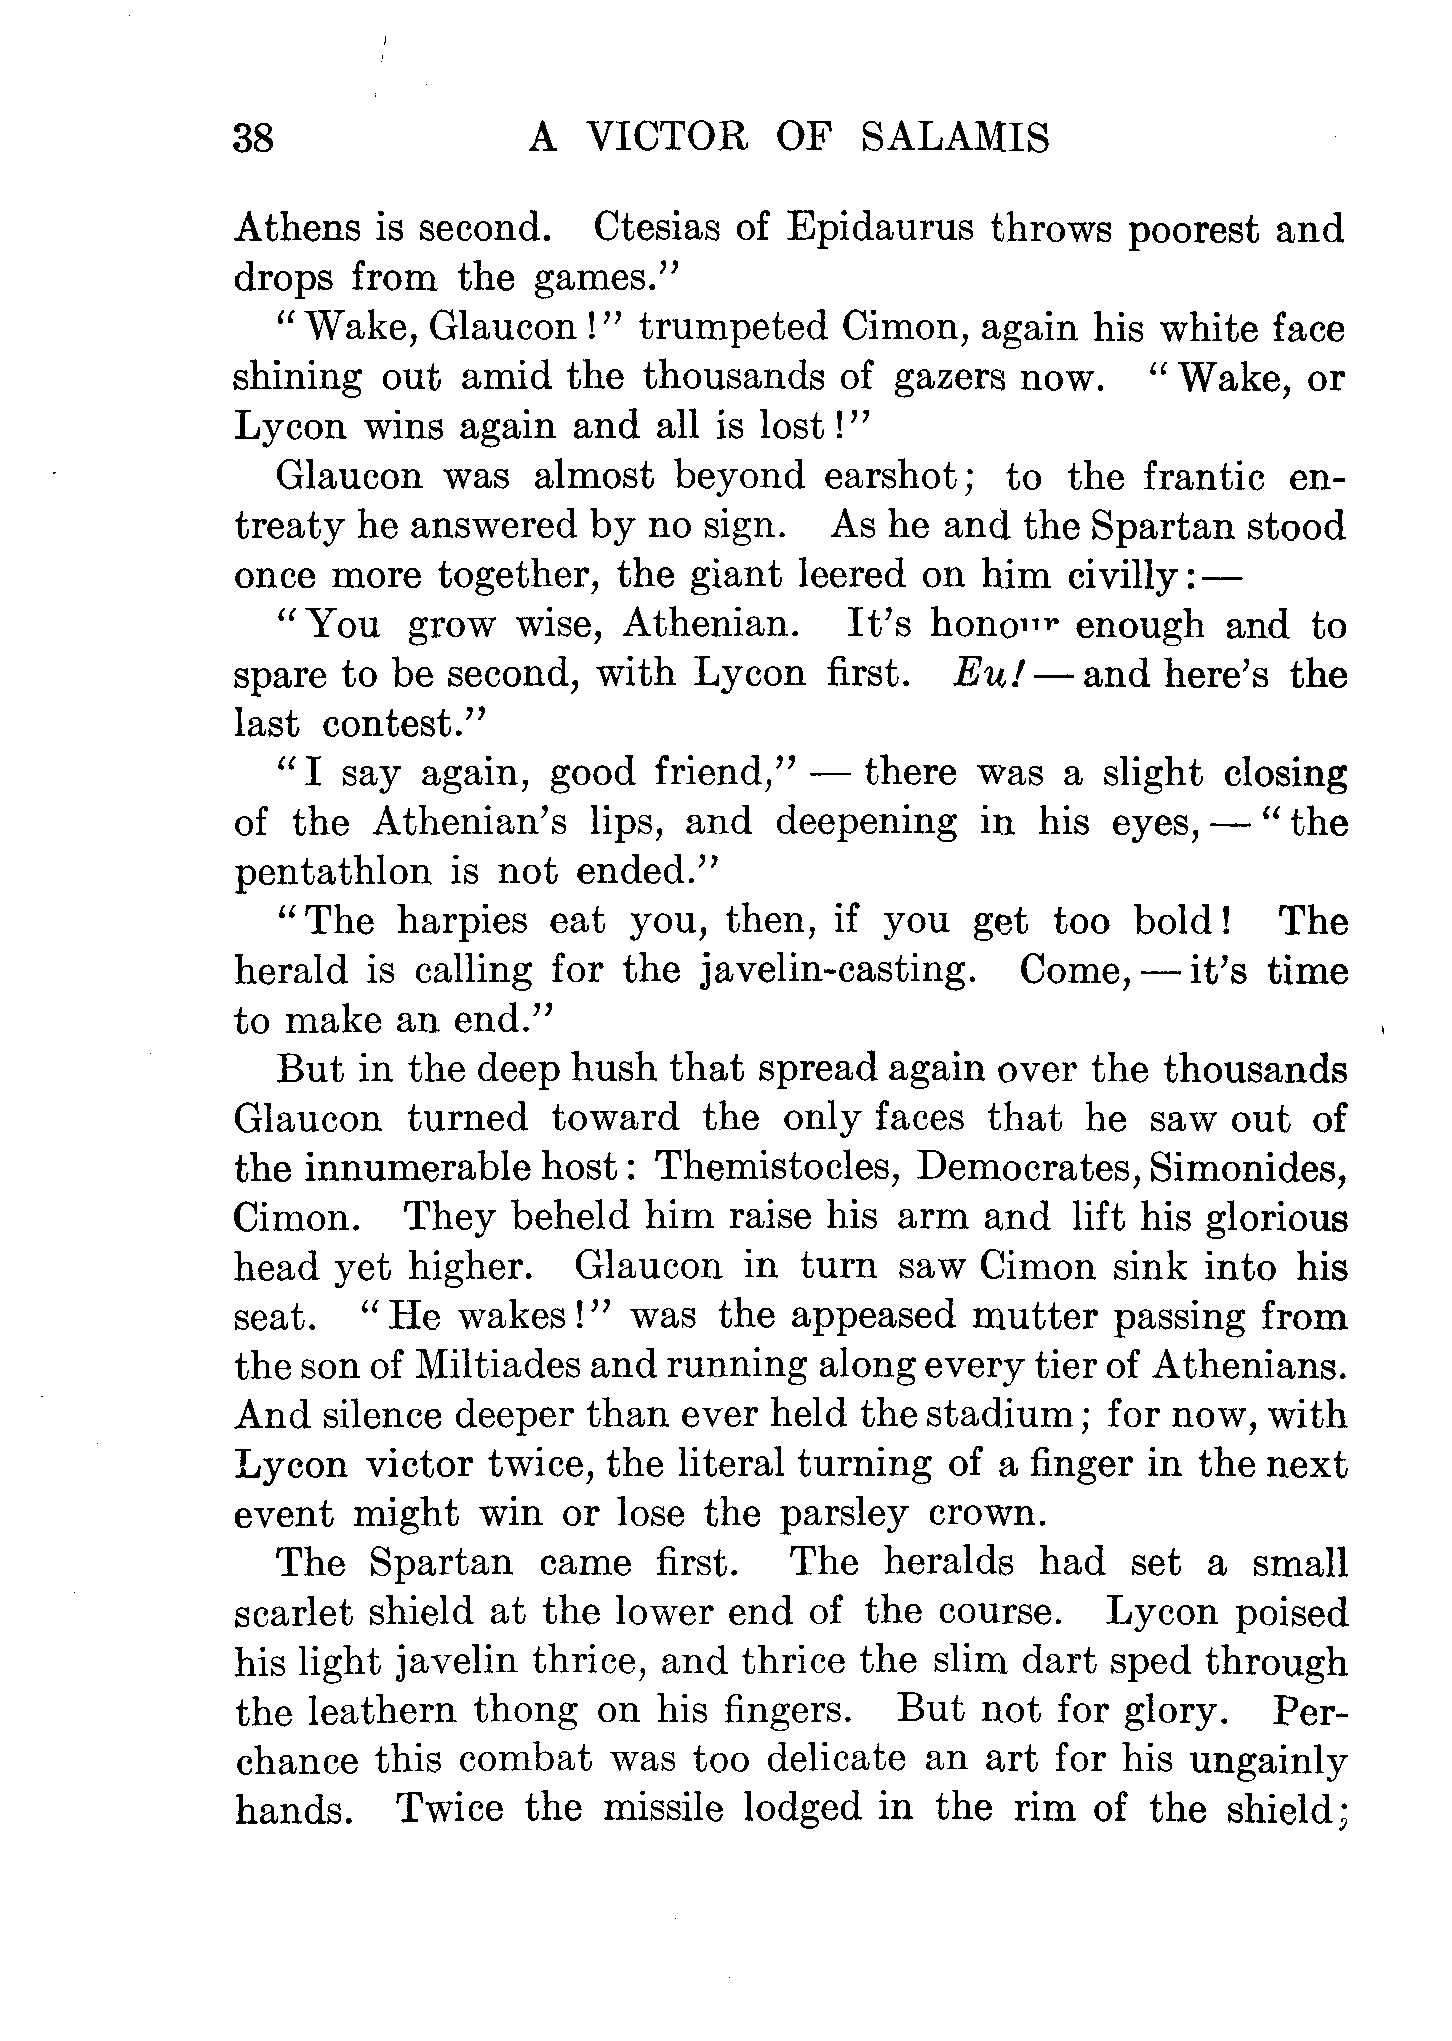 38 A VICTOR OF SALAMIS
Athens is second. Ctesias of Epidaurus throws poorest and
drops from the games."
"Wake, Glaucon!" trumpeted Cimon, again his white face
shining out amid the thousands of gazers now. "Wake, or
Lycon wins again and all is lost!"
Glaucon was almost beyond earshot; to the frantic en-
treaty he answered by no sign. As he and the Spartan stood
once more together, the giant leered on him civilly:—
"You grow wise, Athenian. It's honour enough and to
spare to be second, with Lycon first. Eu!—and here's the
last contest."
"I say again, good friend,"—there was a slight closing
of the Athenian's lips, and deepening in his eyes,—"the
pentathlon is not ended."
"The harpies eat you, then, if you get too bold! The
herald is calling for the javelin-casting. Come,—it's time
to make an end."
But in the deep hush that spread again over the thousands
Glaucon turned toward the only faces that he saw out of
the innumerable host: Themistocles, Democrates, Simonides,
Cimon. They beheld him raise his arm and lift his glorious
head yet higher. Glaucon in turn saw Cimon sink into his
seat. "He wakes!" was the appeased mutter passing from
the son of Miltiades and running along every tier of Athenians.
And silence deeper than ever held the stadium; for now, with
Lycon victor twice, the literal turning of a finger in the next
event might win or lose the parsley crown.
The Spartan came first. The heralds had set a small
scarlet shield at the lower end of the course. Lycon poised
his light javelin thrice, and thrice the slim dart sped through
the leathern thong on his fingers. But not for glory. Per-
chance this combat was too delicate an art for his ungainly
hands. Twice the missile lodged in the rim of the shield;